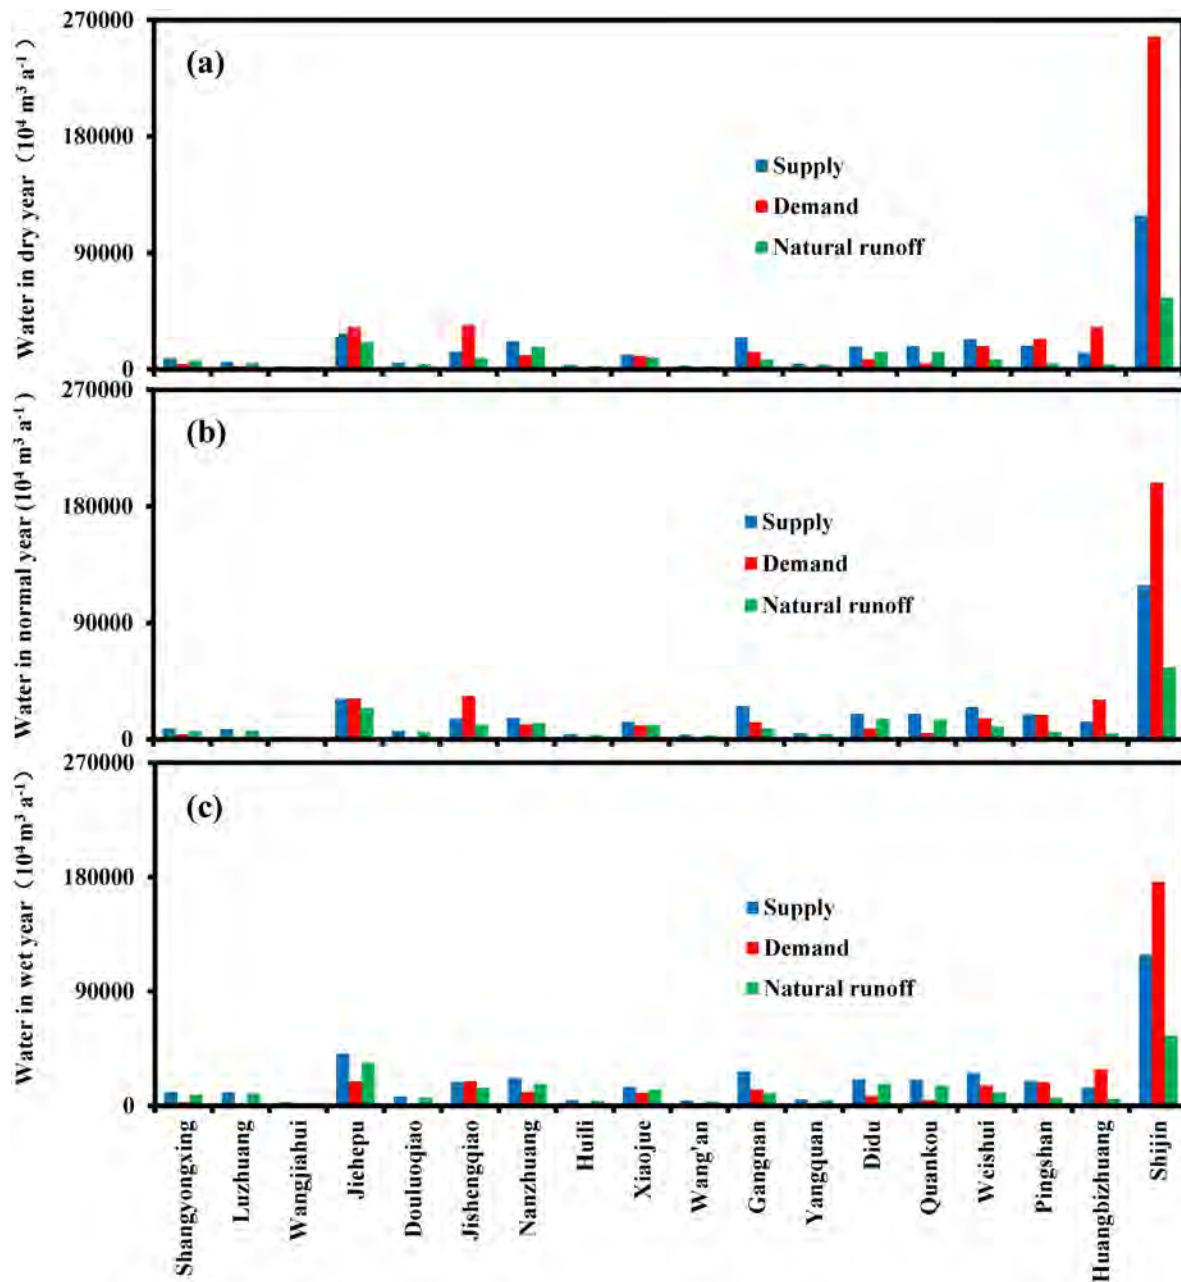 270000
(a)
180000
90000
0
Water in dry year（10⁴ m³ a⁻¹)
Supply
Demand
Natural runoff
270000
(b)
180000
90000
0
Water in normal year (10⁴ m³ a⁻¹)
Supply
Demand
Natural runoff
270000
(c)
180000
90000
0
Water in wet year（10⁴ m³ a⁻¹)
Supply
Demand
Natural runoff
Shangyongxing
Luzhuang
Wangjiahui
Jiehepu
Douluoqiao
Jishengqiao
Nanzhuang
Huili
Xiaojue
Wang'an
Gangnan
Yangquan
Didu
Quankou
Weishui
Pingshan
Huangbizhuang
Shijin